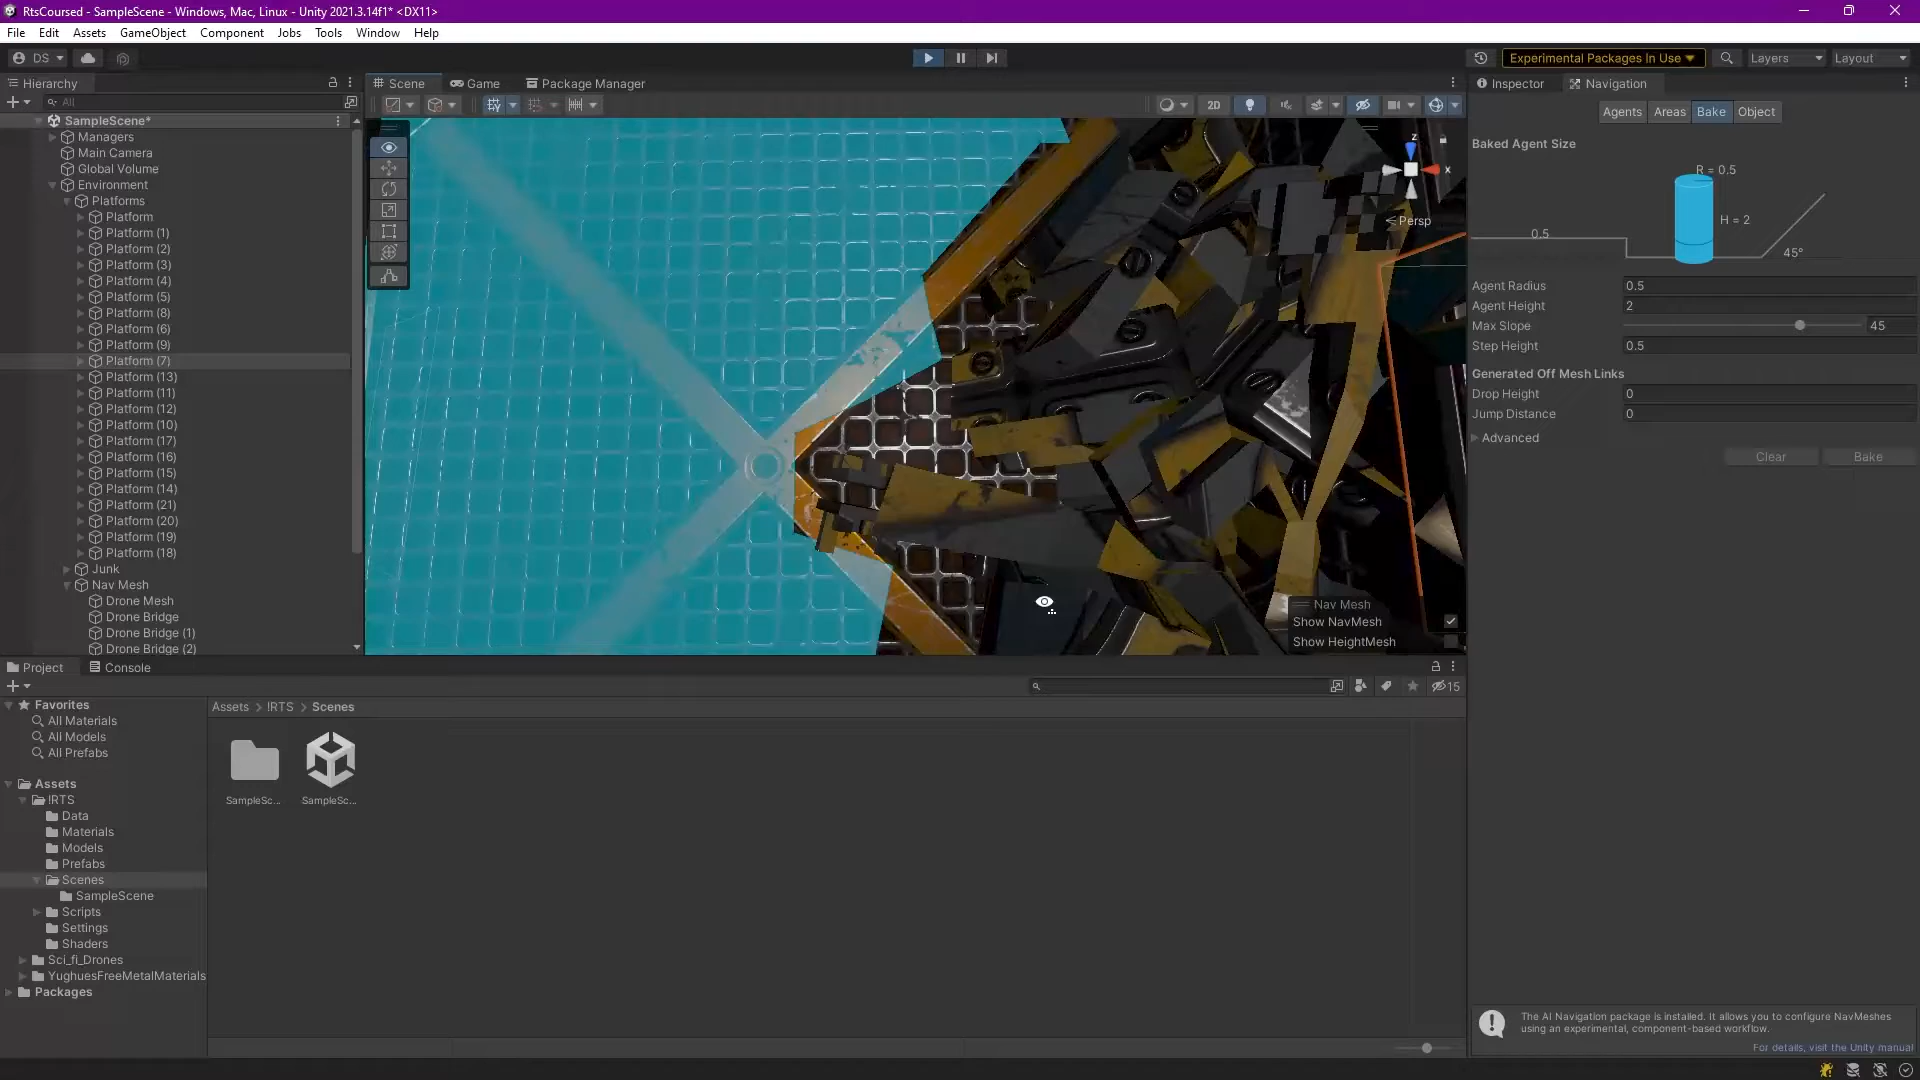 RtsCoursed - SampleScene - Windows, Mac, Linux - Unity 2021.3.14f1* <DX11>
File Edit Assets GameObject Component Jobs Tools Window Help
DS
Experimental Packages In Use
Layers
Layout
Hierarchy
All
SampleScene*
Managers
Main Camera
Global Volume
Environment
Platforms
Platform
Platform (1)
Platform (2)
Platform (3)
Platform (4)
Platform (5)
Platform (8)
Platform (6)
Platform (9)
Platform (7)
Platform (13)
Platform (11)
Platform (12)
Platform (10)
Platform (17)
Platform (16)
Platform (15)
Platform (14)
Platform (21)
Platform (20)
Platform (19)
Platform (18)
Junk
Nav Mesh
Drone Mesh
Drone Bridge
Drone Bridge (1)
Drone Bridge (2)
Scene
Game
Package Manager
2D
z
x
Persp
Nav Mesh
Show NavMesh
Show HeightMesh
Inspector
Navigation
Agents Areas Bake Object
Baked Agent Size
R = 0.5
H = 2
0.5
45°
Agent Radius 0.5
Agent Height 2
Max Slope 45
Step Height 0.5
Generated Off Mesh Links
Drop Height 0
Jump Distance 0
Advanced
Clear Bake
The AI Navigation package is installed. It allows you to configure NavMeshes
using an experimental, component-based workflow.
For details, visit the Unity manual
Project
Console
15
Favorites
All Materials
All Models
All Prefabs
Assets
!RTS
Data
Materials
Models
Prefabs
Scenes
SampleScene
Scripts
Settings
Shaders
Sci_fi_Drones
YughuesFreeMetalMaterials
Packages
Assets > !RTS > Scenes
SampleSc...
SampleSc...